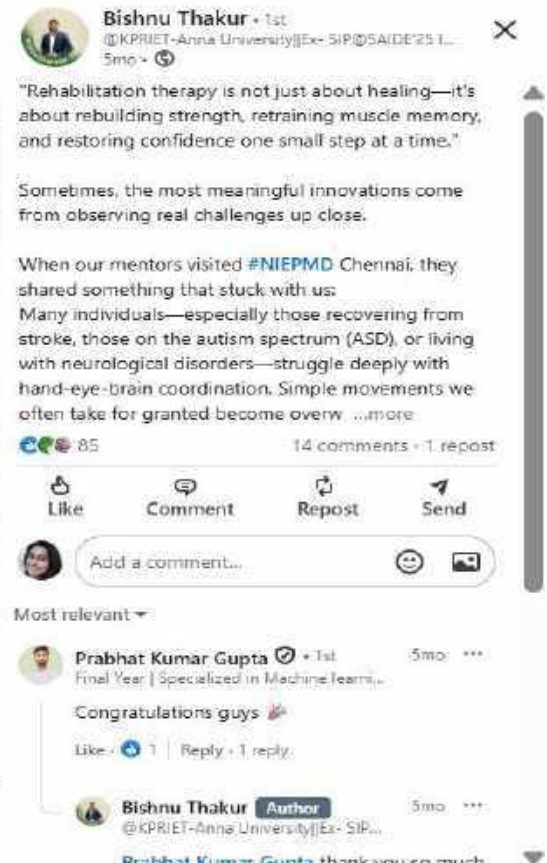 Bishnu Thakur • 1st
@KPRIET-Anna University||Ex- SIP@SAIDE'25 I...
5mo •
"Rehabilitation therapy is not just about healing—it's
about rebuilding strength, retraining muscle memory,
and restoring confidence one small step at a time."
Sometimes, the most meaningful innovations come
from observing real challenges up close.
When our mentors visited #NIEPMD Chennai, they
shared something that stuck with us:
Many individuals—especially those recovering from
stroke, those on the autism spectrum (ASD), or living
with neurological disorders—struggle deeply with
hand-eye-brain coordination. Simple movements we
often take for granted become overw ...more
85
14 comments • 1 repost
Like Comment Repost Send
Add a comment...
Most relevant
Prabhat Kumar Gupta • 1st 5mo ...
Final Year | Specialized in Machine learni...
Congratulations guys 🎉
Like • 1 | Reply • 1 reply
Bishnu Thakur Author 5mo ...
@KPRIET-Anna University||Ex- SIP...
Prabhat Kumar Gupta thank you so much